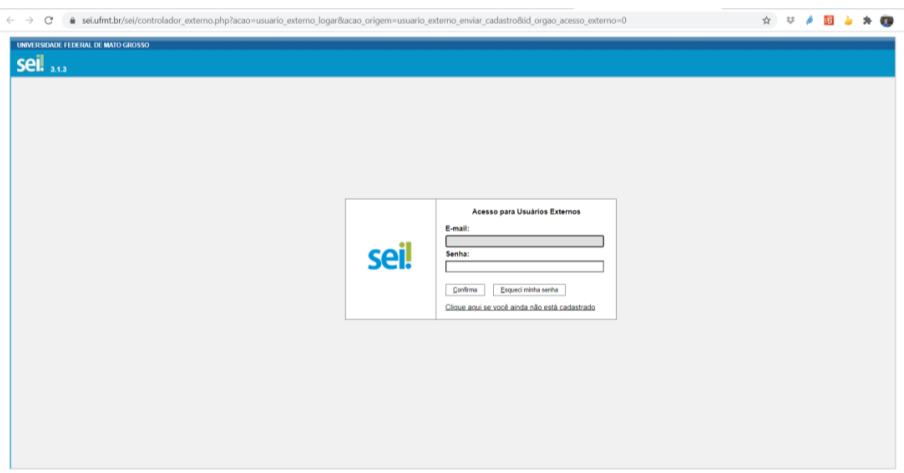 sei.ufmt.br/sei/controlador_externo.php?acao=usuario_externo_logar&acao_origem=usuario_externo_enviar_cadastro&id_orgao_acesso_externo=0
UNIVERSIDADE FEDERAL DE MATO GROSSO
sei! 3.1.3
Acesso para Usuários Externos
E-mail:
sei!
Senha:
Confirma Esqueci minha senha
Clique aqui se você ainda não está cadastrado